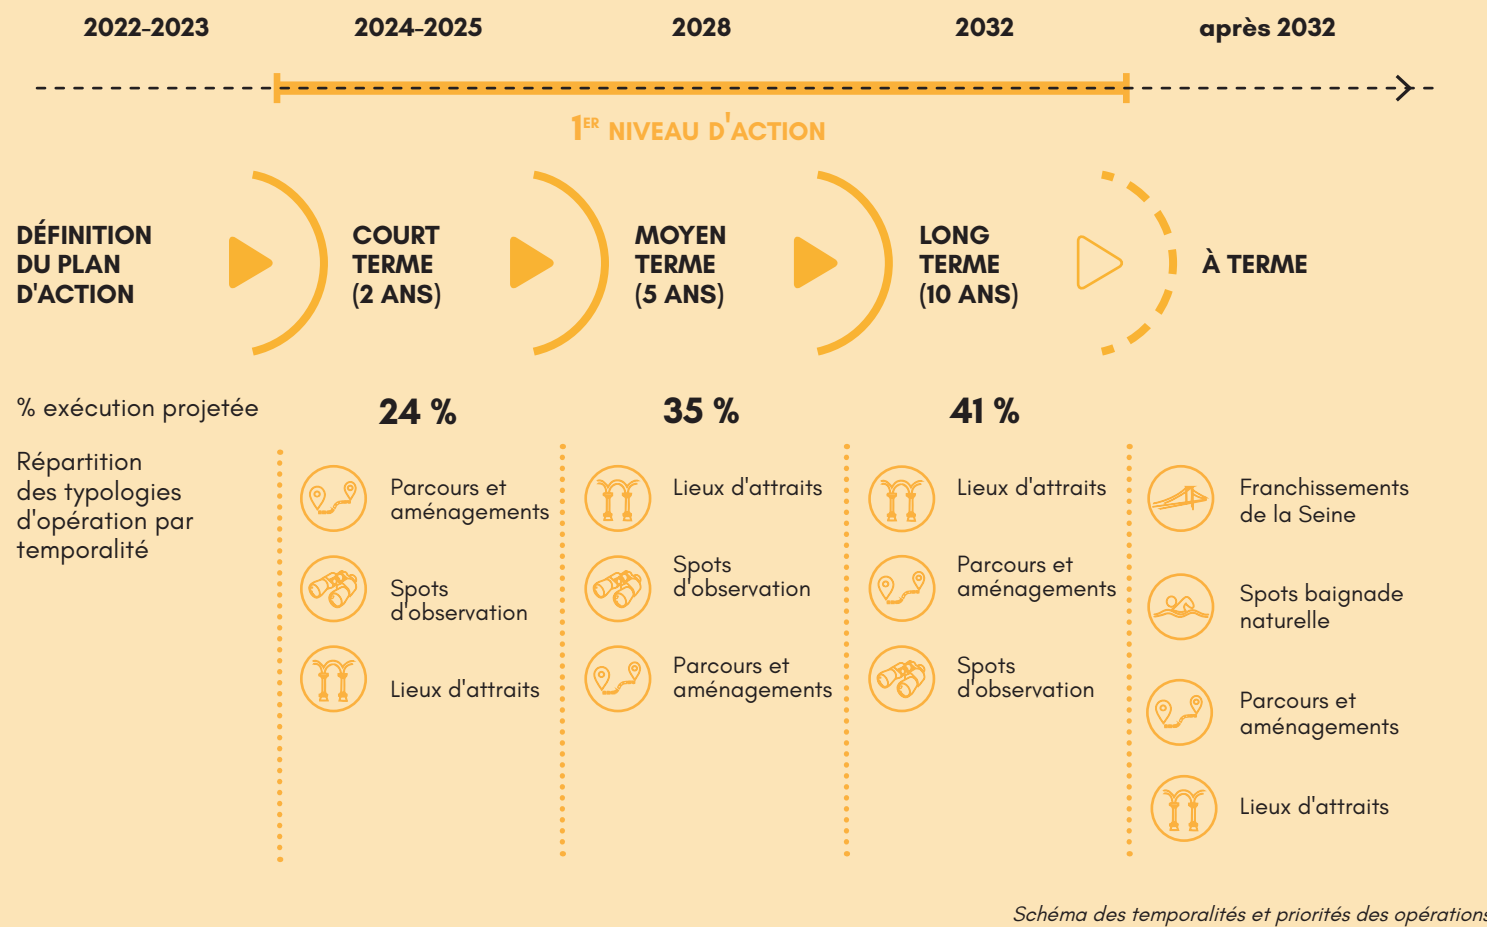 2022-2023
2024-2025
2028
2032
après 2032
1ER NIVEAU D'ACTION
DÉFINITION
DU PLAN
D'ACTION
COURT
TERME
(2 ANS)
MOYEN
TERME
(5 ANS)
LONG
TERME
(10 ANS)
À TERME
% exécution projetée
24 %
35 %
41 %
Répartition
des typologies
d'opération par
temporalité
Parcours et
aménagements
Spots
d'observation
Lieux d'attraits
Lieux d'attraits
Spots
d'observation
Parcours et
aménagements
Lieux d'attraits
Parcours et
aménagements
Spots
d'observation
Franchissements
de la Seine
Spots baignade
naturelle
Parcours et
aménagements
Lieux d'attraits
Schéma des temporalités et priorités des opérations